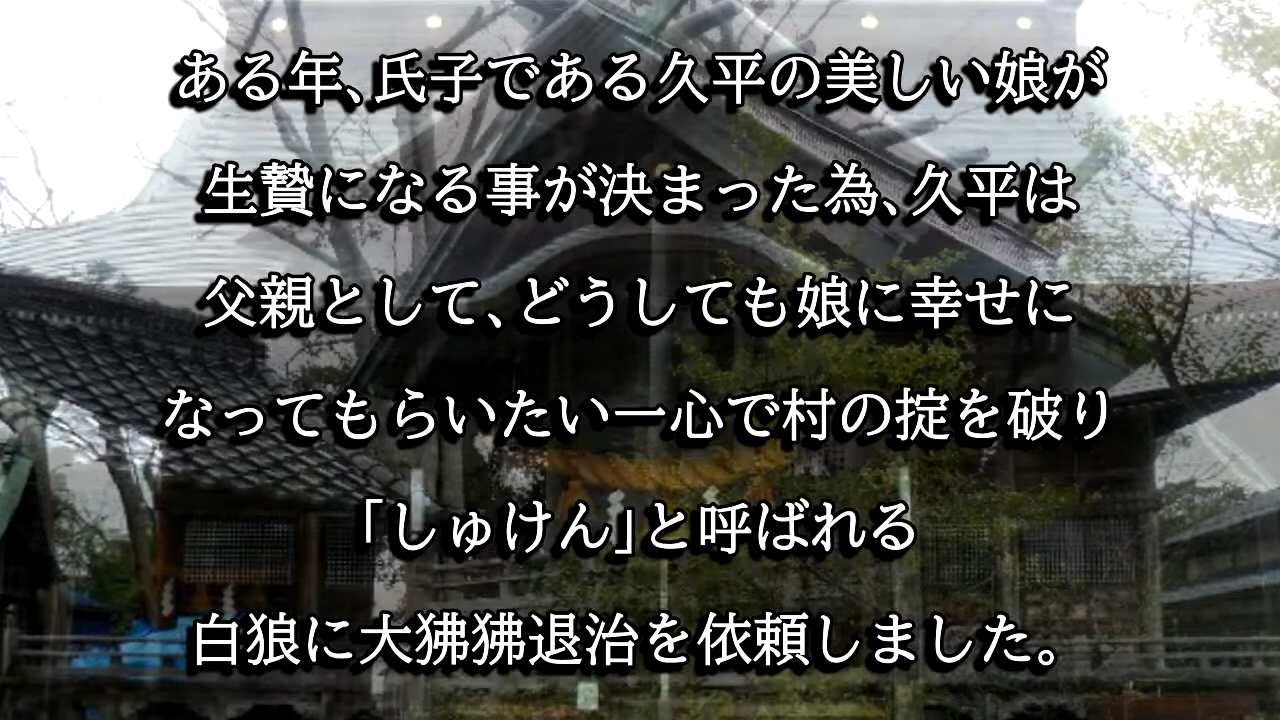 ある年、氏子である久平の美しい娘が
生贄になる事が決まった為、久平は
父親として、どうしても娘に幸せに
なってもらいたい一心で村の掟を破り
「しゅけん」と呼ばれる
白狼に大狒狒退治を依頼しました。